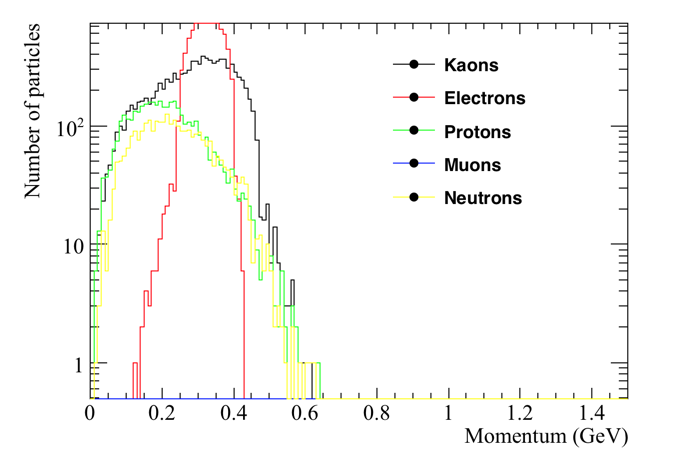 Number of particles
10²
10
1
Kaons
Electrons
Protons
Muons
Neutrons
0 0.2 0.4 0.6 0.8 1 1.2 1.4
Momentum (GeV)